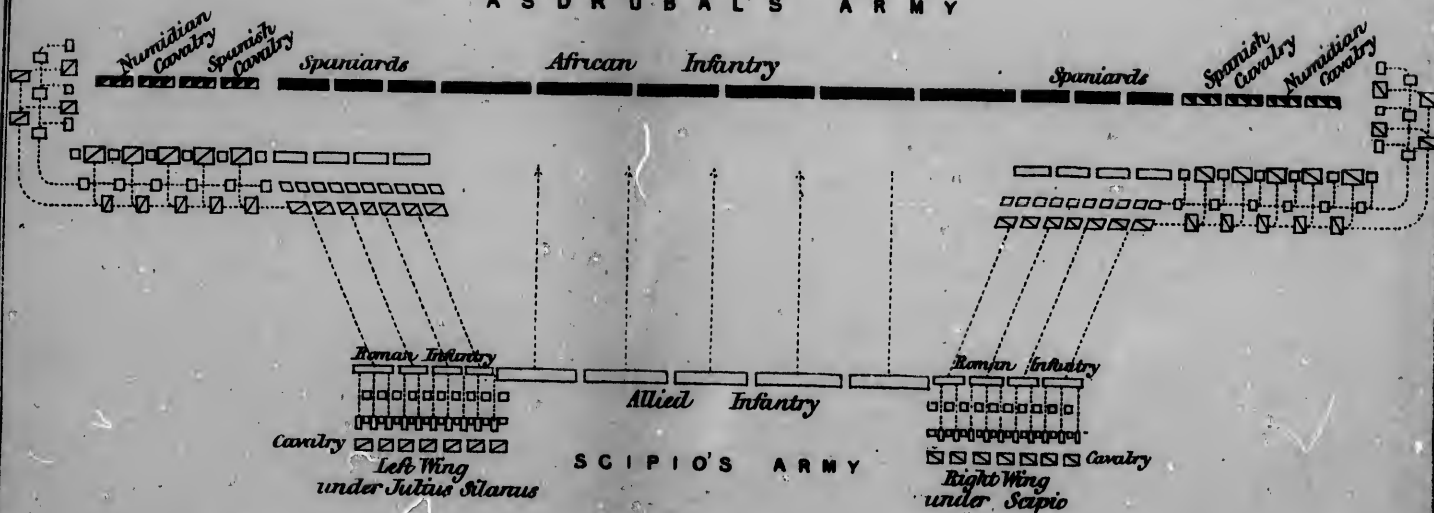 ASDRUBAL'S ARMY
Numidian Cavalry
Spanish Cavalry
Spaniards
African Infantry
Spaniards
Spanish Cavalry
Numidian Cavalry
Roman Infantry
Allied Infantry
Roman Infantry
Cavalry
Left Wing
under Julius Silanus
SCIPIO'S ARMY
Cavalry
Right Wing
under Scipio